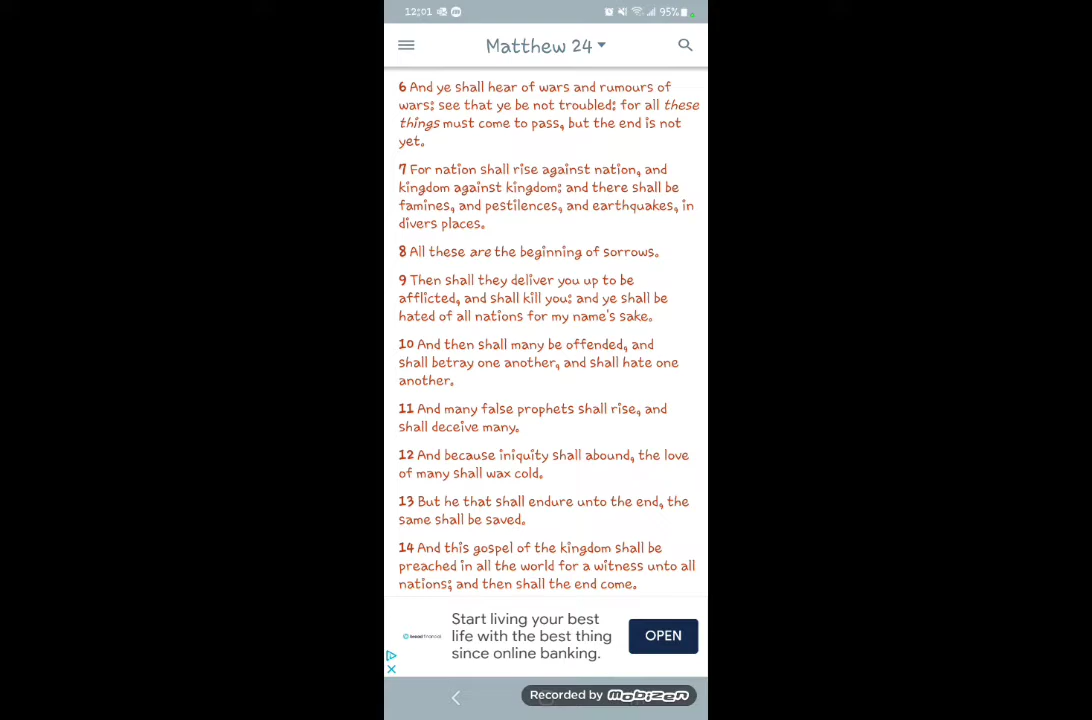 12:01 95%
Matthew 24
6 And ye shall hear of wars and rumours of
wars: see that ye be not troubled: for all these
things must come to pass, but the end is not
yet.
7 For nation shall rise against nation, and
kingdom against kingdom: and there shall be
famines, and pestilences, and earthquakes, in
divers places.
8 All these are the beginning of sorrows.
9 Then shall they deliver you up to be
afflicted, and shall kill you: and ye shall be
hated of all nations for my name's sake.
10 And then shall many be offended, and
shall betray one another, and shall hate one
another.
11 And many false prophets shall rise, and
shall deceive many.
12 And because iniquity shall abound, the love
of many shall wax cold.
13 But he that shall endure unto the end, the
same shall be saved.
14 And this gospel of the kingdom shall be
preached in all the world for a witness unto all
nations; and then shall the end come.
Start living your best
life with the best thing
since online banking.
bread financial
OPEN
Recorded by mobizen